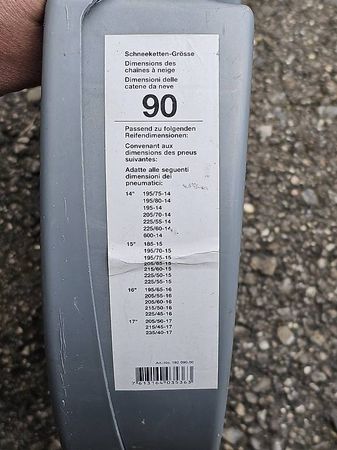 Schneeketten-Grösse
Dimensions des
chaînes à neige
Dimensioni delle
catene da neve
90
Passend zu folgenden
Reifendimensionen:
Convenant aux
dimensions des pneus
suivantes:
Adatte alle seguenti
dimensioni dei
pneumatici:
14" 195/75-14
195/80-14
195-14
205/70-14
225/55-14
225/60-14
600-14
15" 185-15
195/70-15
195/75-15
205/65-15
215/60-15
225/50-15
225/55-15
16" 195/65-16
205/55-16
205/60-16
215/50-16
225/45-16
17" 205/50-17
215/45-17
235/40-17
7 613164 035363